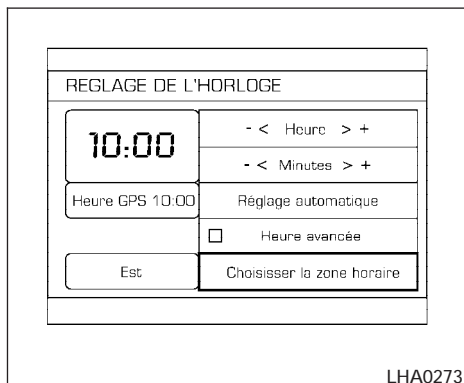 REGLAGE DE L'HORLOGE
10:00
- < Heure > +
- < Minutes > +
Heure GPS 10:00
Réglage automatique
Heure avancée
Est
Choisisser la zone horaire
LHA0273